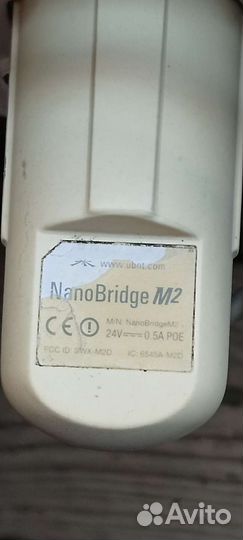 www.ubnt.com
NanoBridge M2
CE M/N: NanoBridgeM2
24V 0.5A POE
FCC ID: SWX-M2D IC: 6545A-M2D
Avito